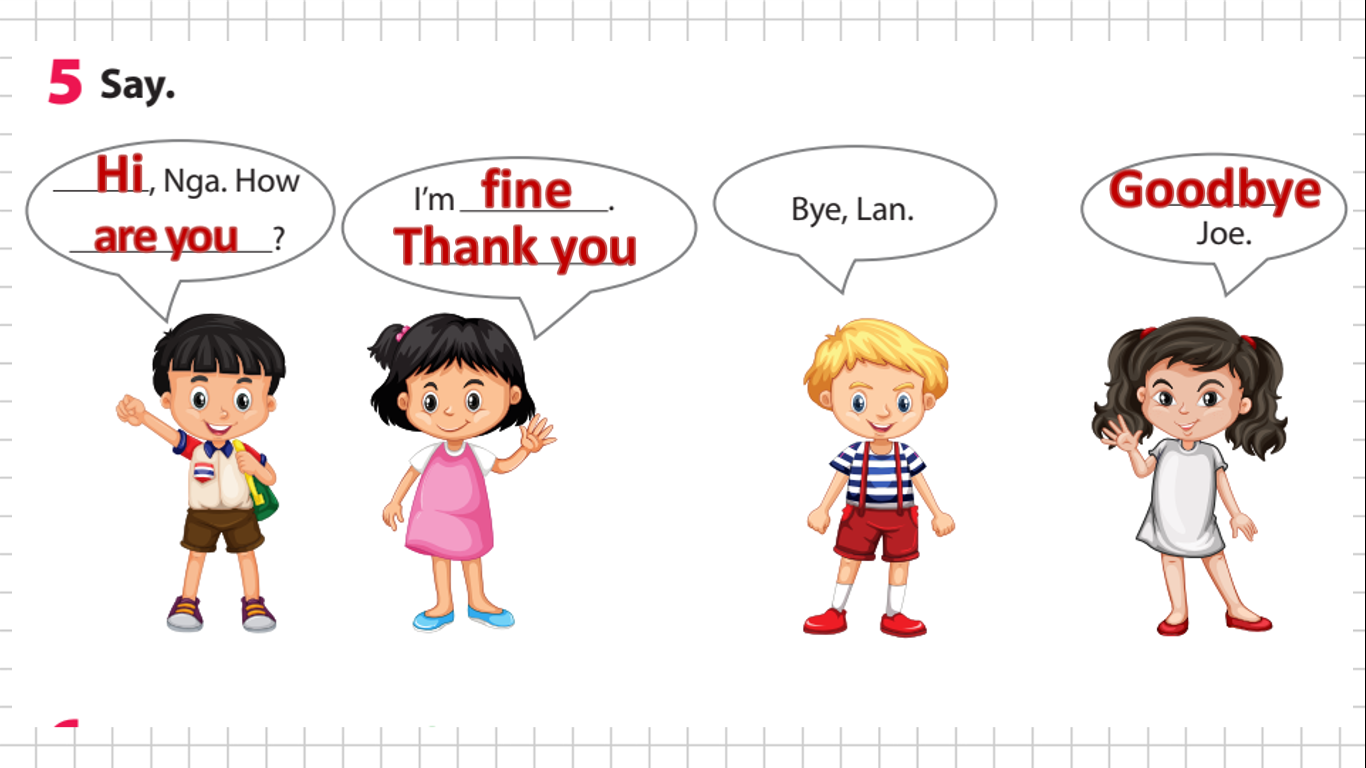 5 Say.
Hi, Nga. How
are you?
I'm fine.
Thank you
Bye, Lan.
Goodbye
Joe.